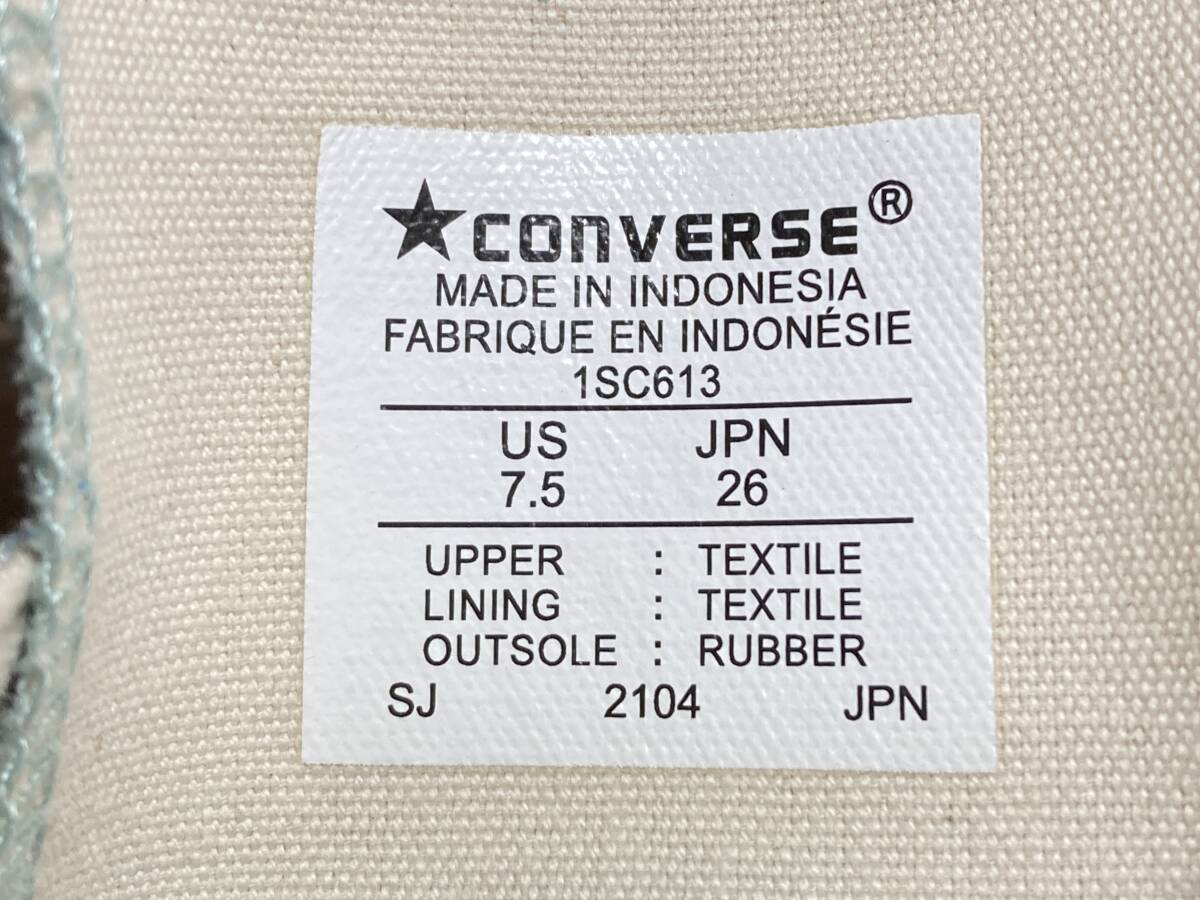 ★CONVERSE®
MADE IN INDONESIA
FABRIQUE EN INDONÉSIE
1SC613
US JPN
7.5 26
UPPER : TEXTILE
LINING : TEXTILE
OUTSOLE : RUBBER
SJ 2104 JPN